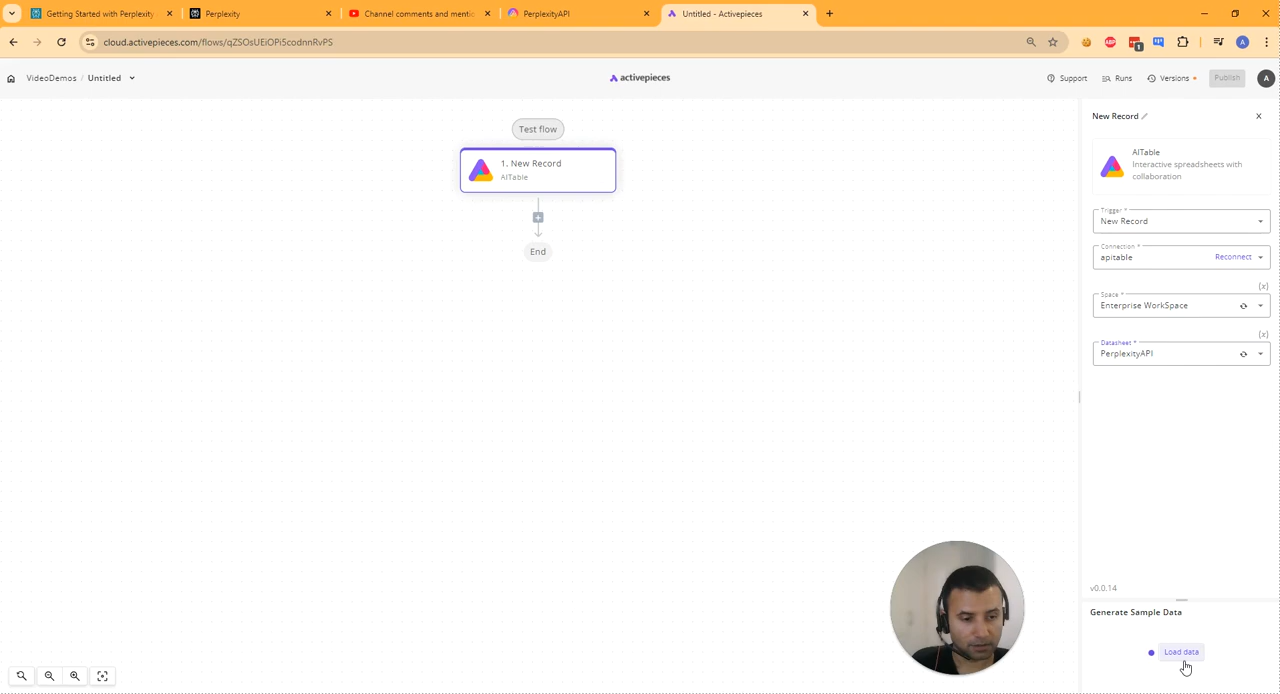 Getting Started with Perplexity
Perplexity
Channel comments and mentic
PerplexityAPI
Untitled - Activepieces
cloud.activepieces.com/flows/qZSOsUEiOPi5codnnRvPS
VideoDemos / Untitled
activepieces
Support
Runs
Versions
Publish
A
Test flow
1. New Record
AITable
End
New Record
AITable
Interactive spreadsheets with
collaboration
Trigger *
New Record
Connection *
apitable
Reconnect
(x)
Space *
Enterprise WorkSpace
(x)
Datasheet *
PerplexityAPI
v0.0.14
Generate Sample Data
Load data